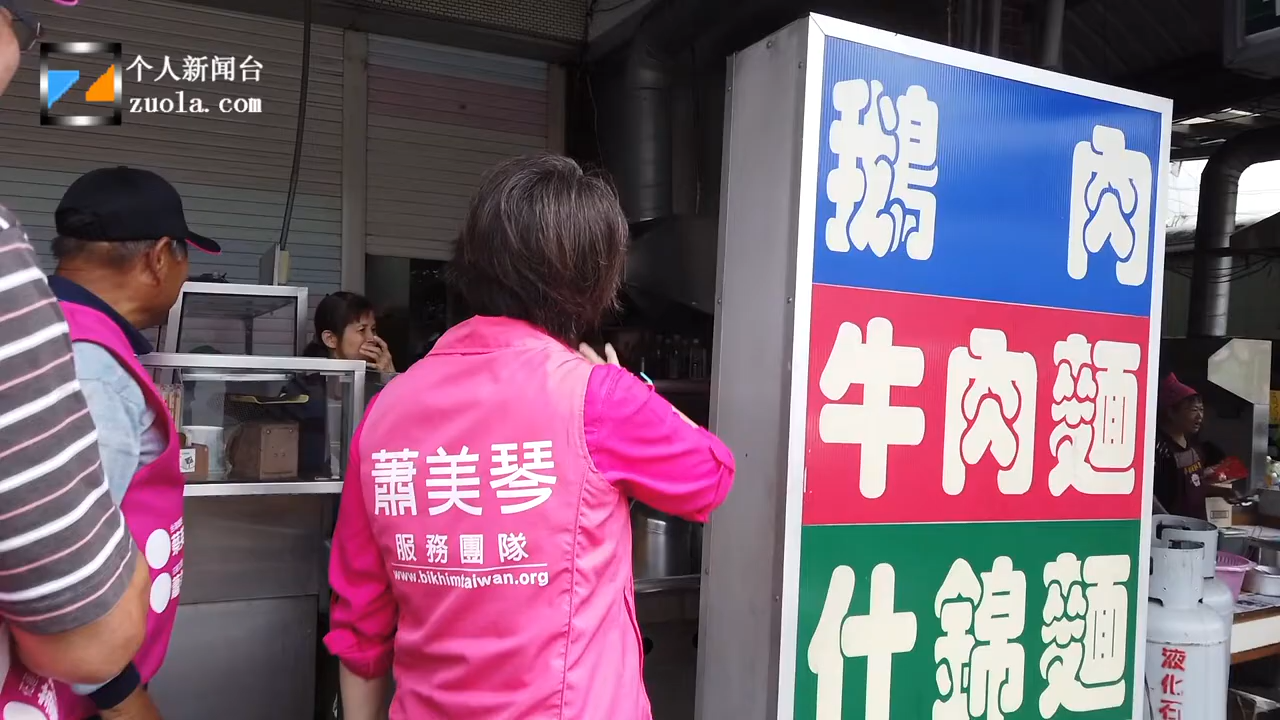 个人新闻台
zuola.com
鵝 肉
牛肉麵
什錦麵
蕭美琴
服務團隊
www.bikhimtaiwan.org
液化石